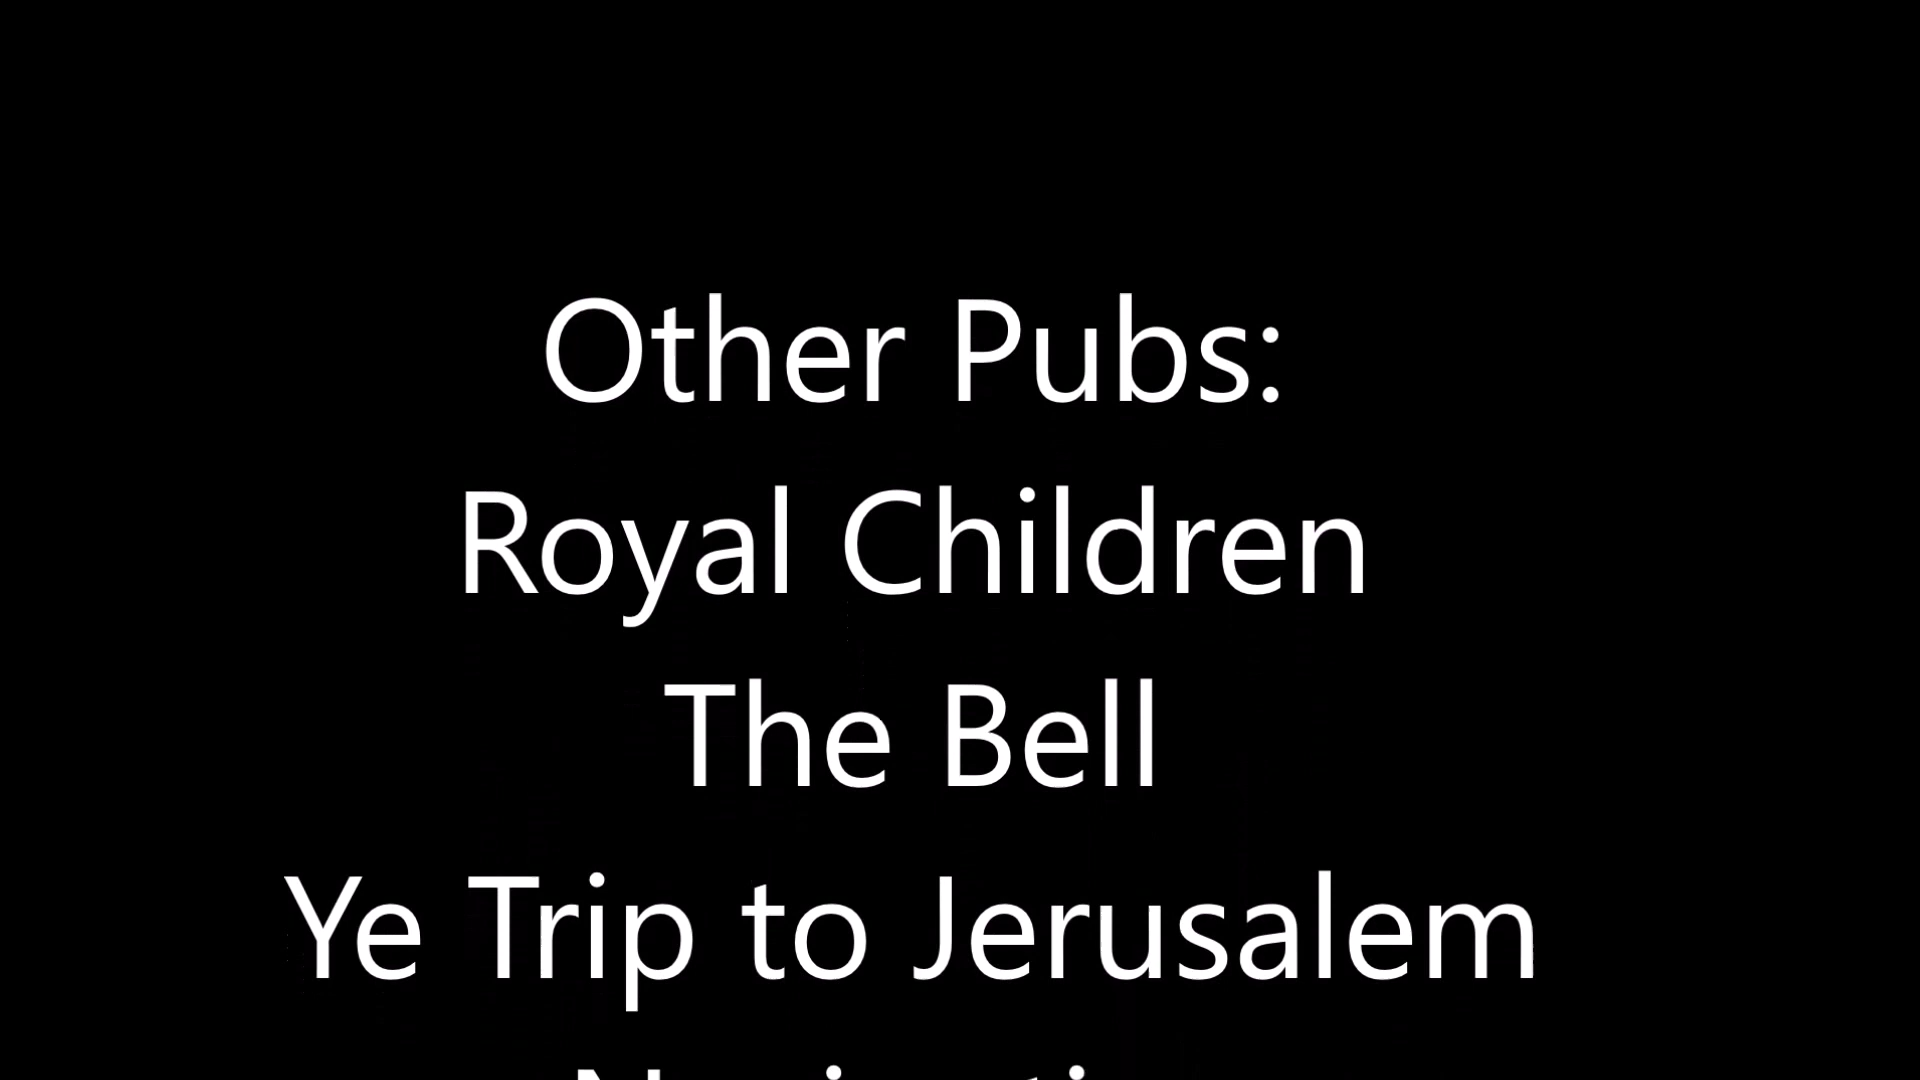 Other Pubs:
Royal Children
The Bell
Ye Trip to Jerusalem